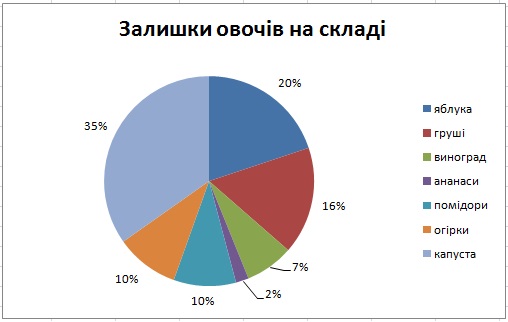 Залишки овочів на складі
20%
16%
7%
2%
10%
10%
35%
яблука
груші
виноград
ананаси
помідори
огірки
капуста